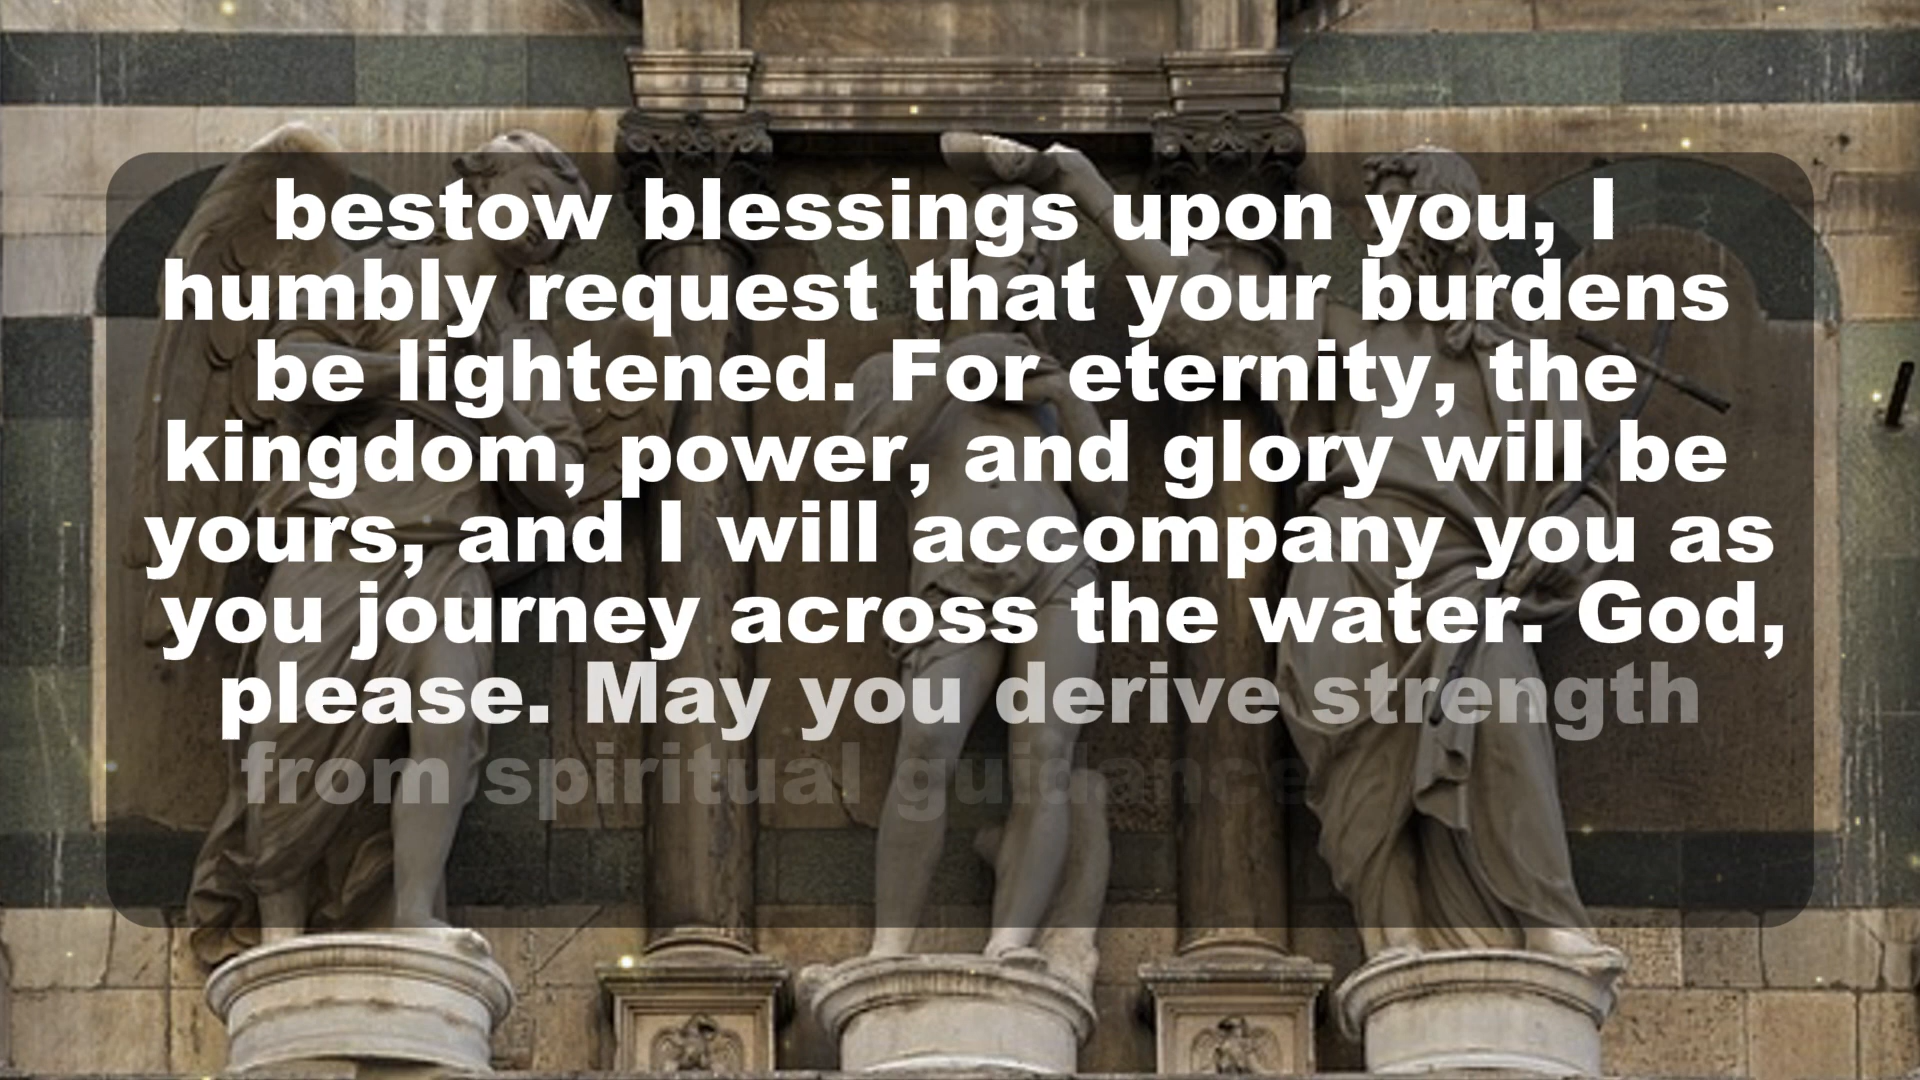 bestow blessings upon you, I
humbly request that your burdens
be lightened. For eternity, the
kingdom, power, and glory will be
yours, and I will accompany you as
you journey across the water. God,
please. May you derive strength
from spiritual guidance